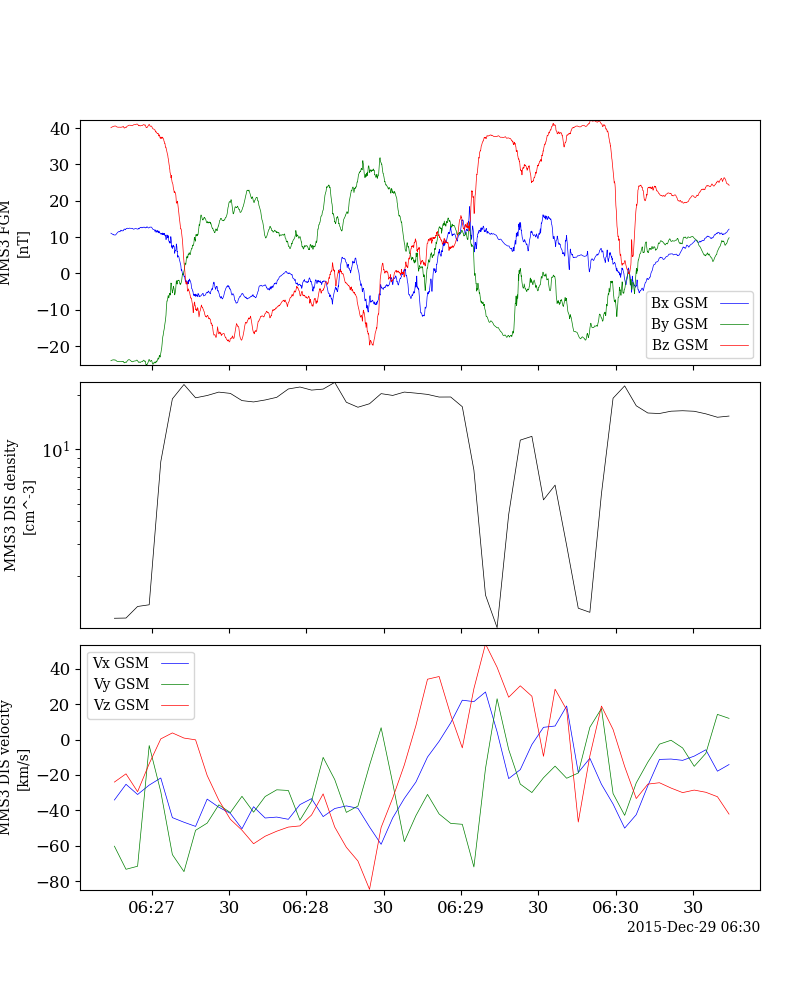 40
30
20
10
0
−10
−20
MMS3 FGM
[nT]
Bx GSM
By GSM
Bz GSM
10^1
MMS3 DIS density
[cm^-3]
Vx GSM
Vy GSM
Vz GSM
40
20
0
−20
−40
−60
−80
MMS3 DIS velocity
[km/s]
06:27 30 06:28 30 06:29 30 06:30 30
2015-Dec-29 06:30